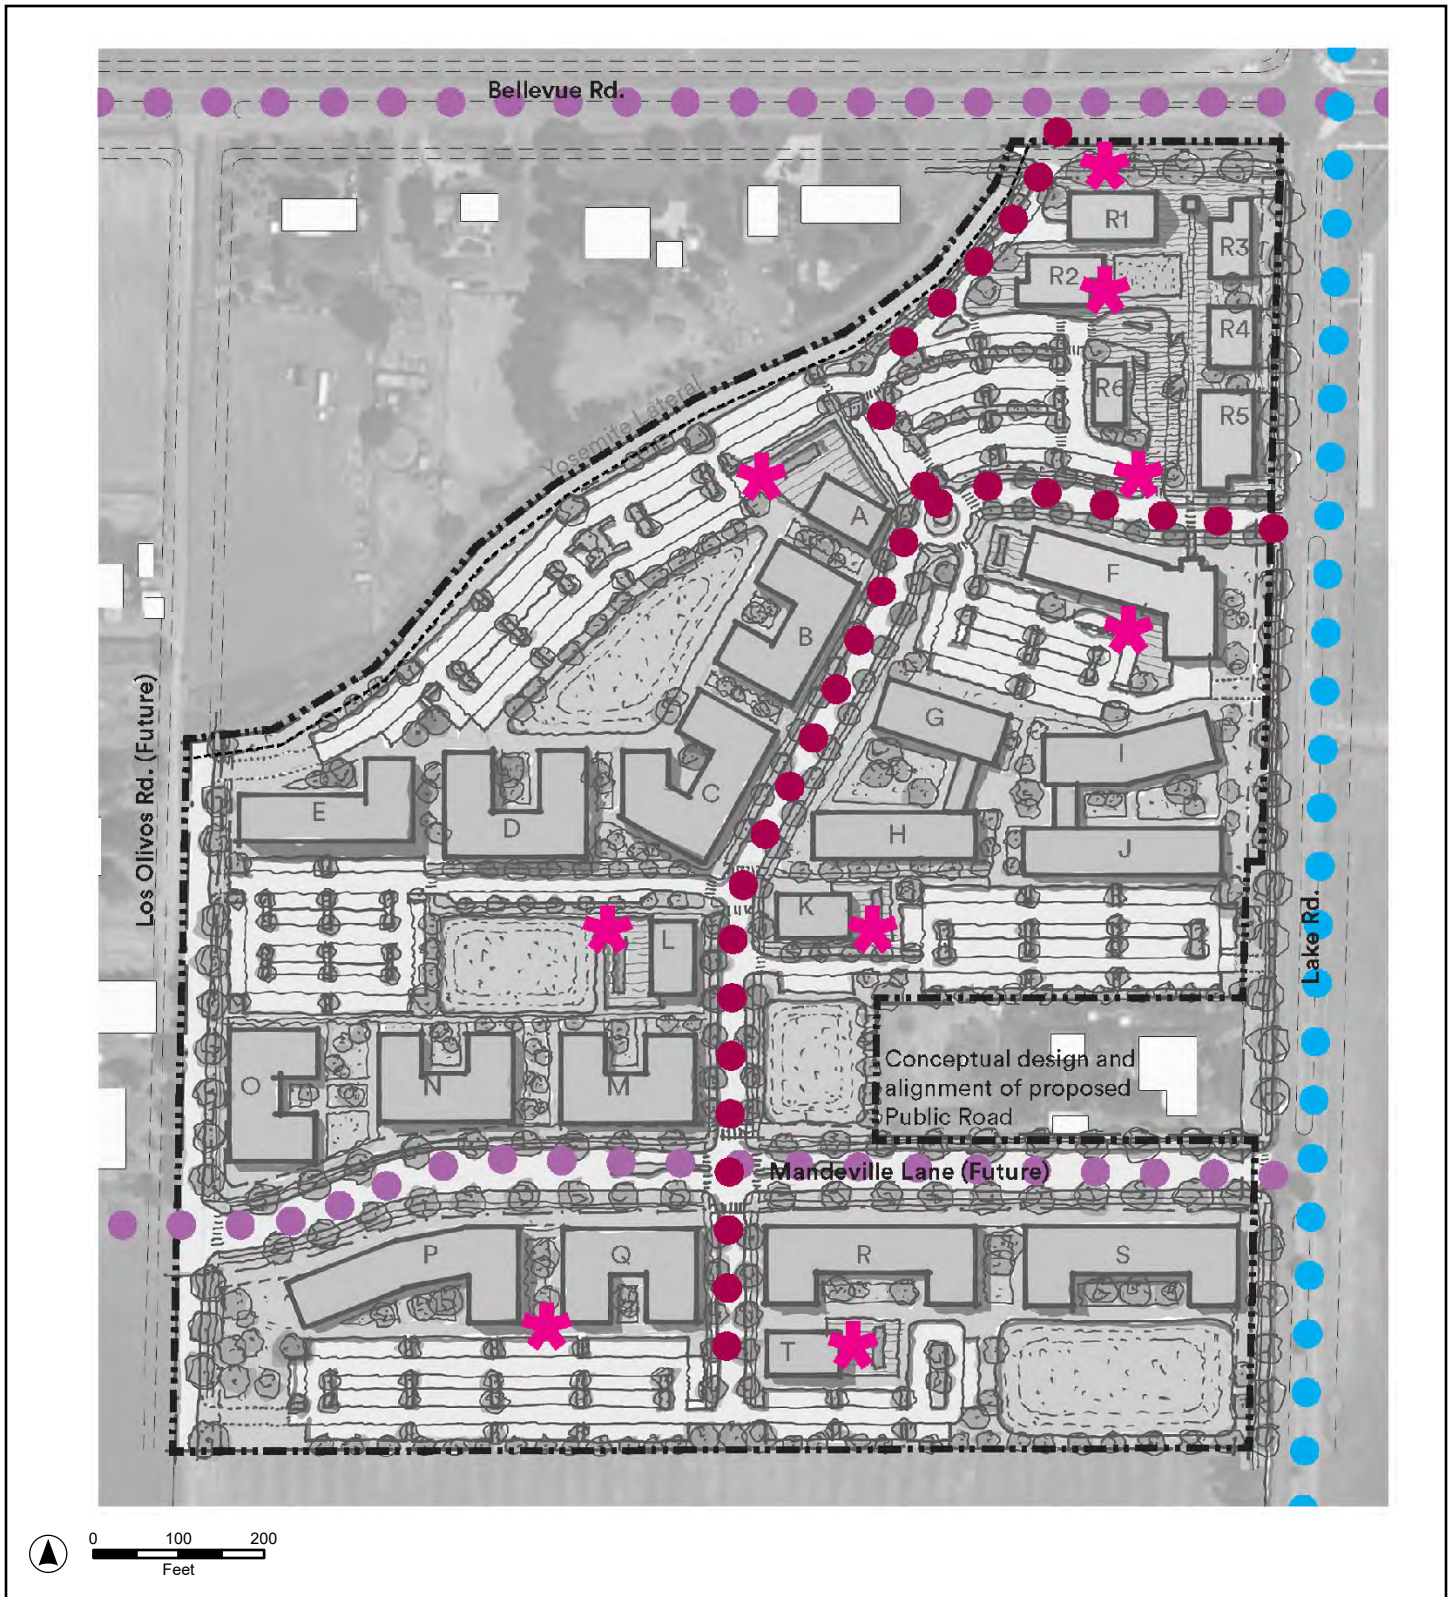 Bellevue Rd.
R1
R3
R2
R4
R6
R5
Yosemite Lateral
A
F
B
G
I
C
E
D
H
J
Los Olivos Rd. (Future)
K
L
Lake Rd.
Conceptual design and
alignment of proposed
Public Road
O
N
M
Mandeville Lane (Future)
P
Q
R
S
T
0 100 200
Feet